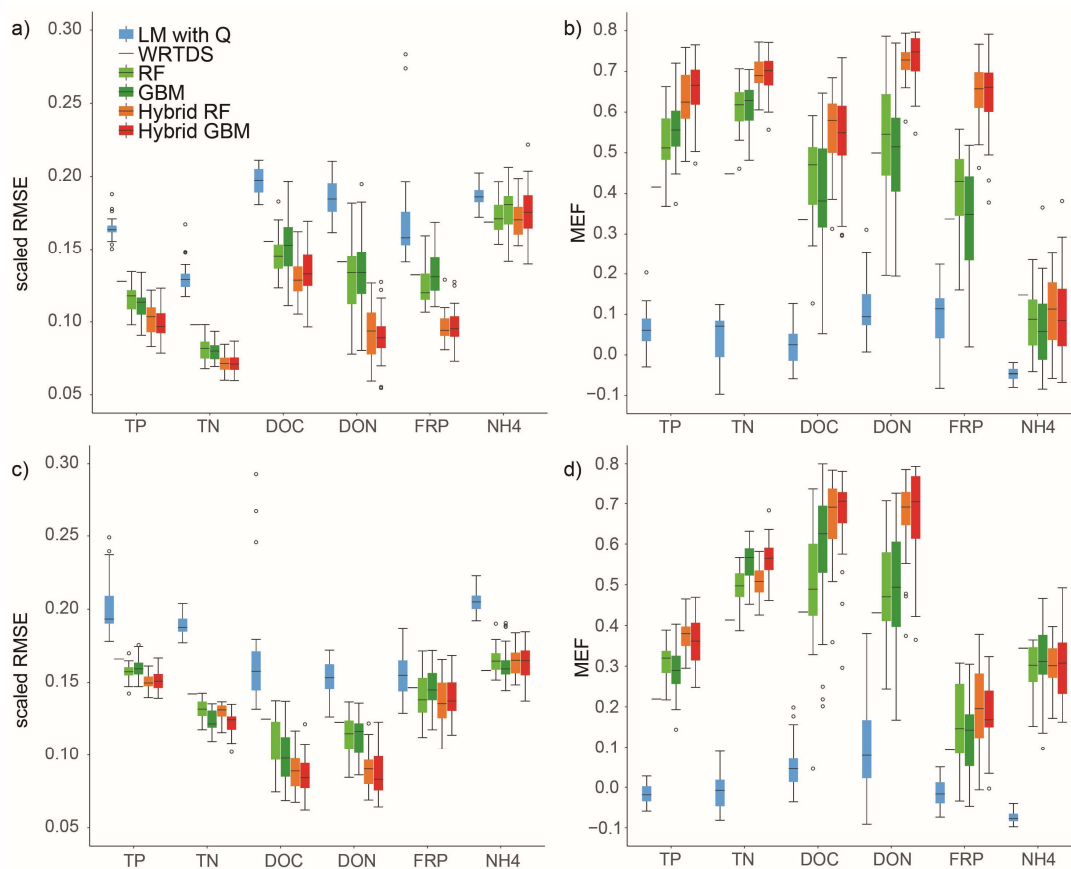 a)
0.30
0.25
0.20
0.15
0.10
0.05
scaled RMSE
LM with Q
WRTDS
RF
GBM
Hybrid RF
Hybrid GBM
TP TN DOC DON FRP NH4
b)
0.8
0.7
0.6
0.5
0.4
0.3
0.2
0.1
0.0
−0.1
MEF
TP TN DOC DON FRP NH4
c)
0.30
0.25
0.20
0.15
0.10
0.05
scaled RMSE
TP TN DOC DON FRP NH4
d)
0.8
0.7
0.6
0.5
0.4
0.3
0.2
0.1
0.0
−0.1
MEF
TP TN DOC DON FRP NH4